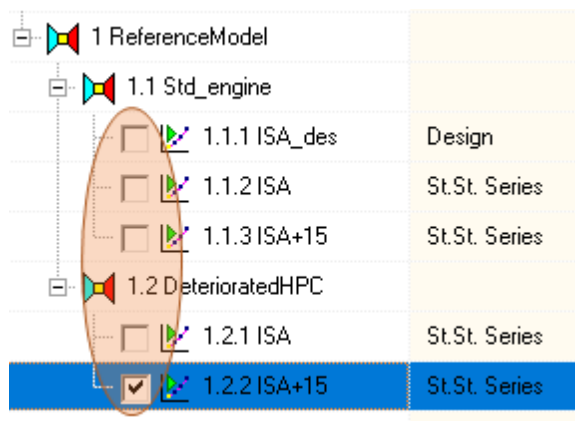 1 ReferenceModel
1.1 Std_engine
1.1.1 ISA_des Design
1.1.2 ISA St.St. Series
1.1.3 ISA+15 St.St. Series
1.2 DeterioratedHPC
1.2.1 ISA St.St. Series
1.2.2 ISA+15 St.St. Series